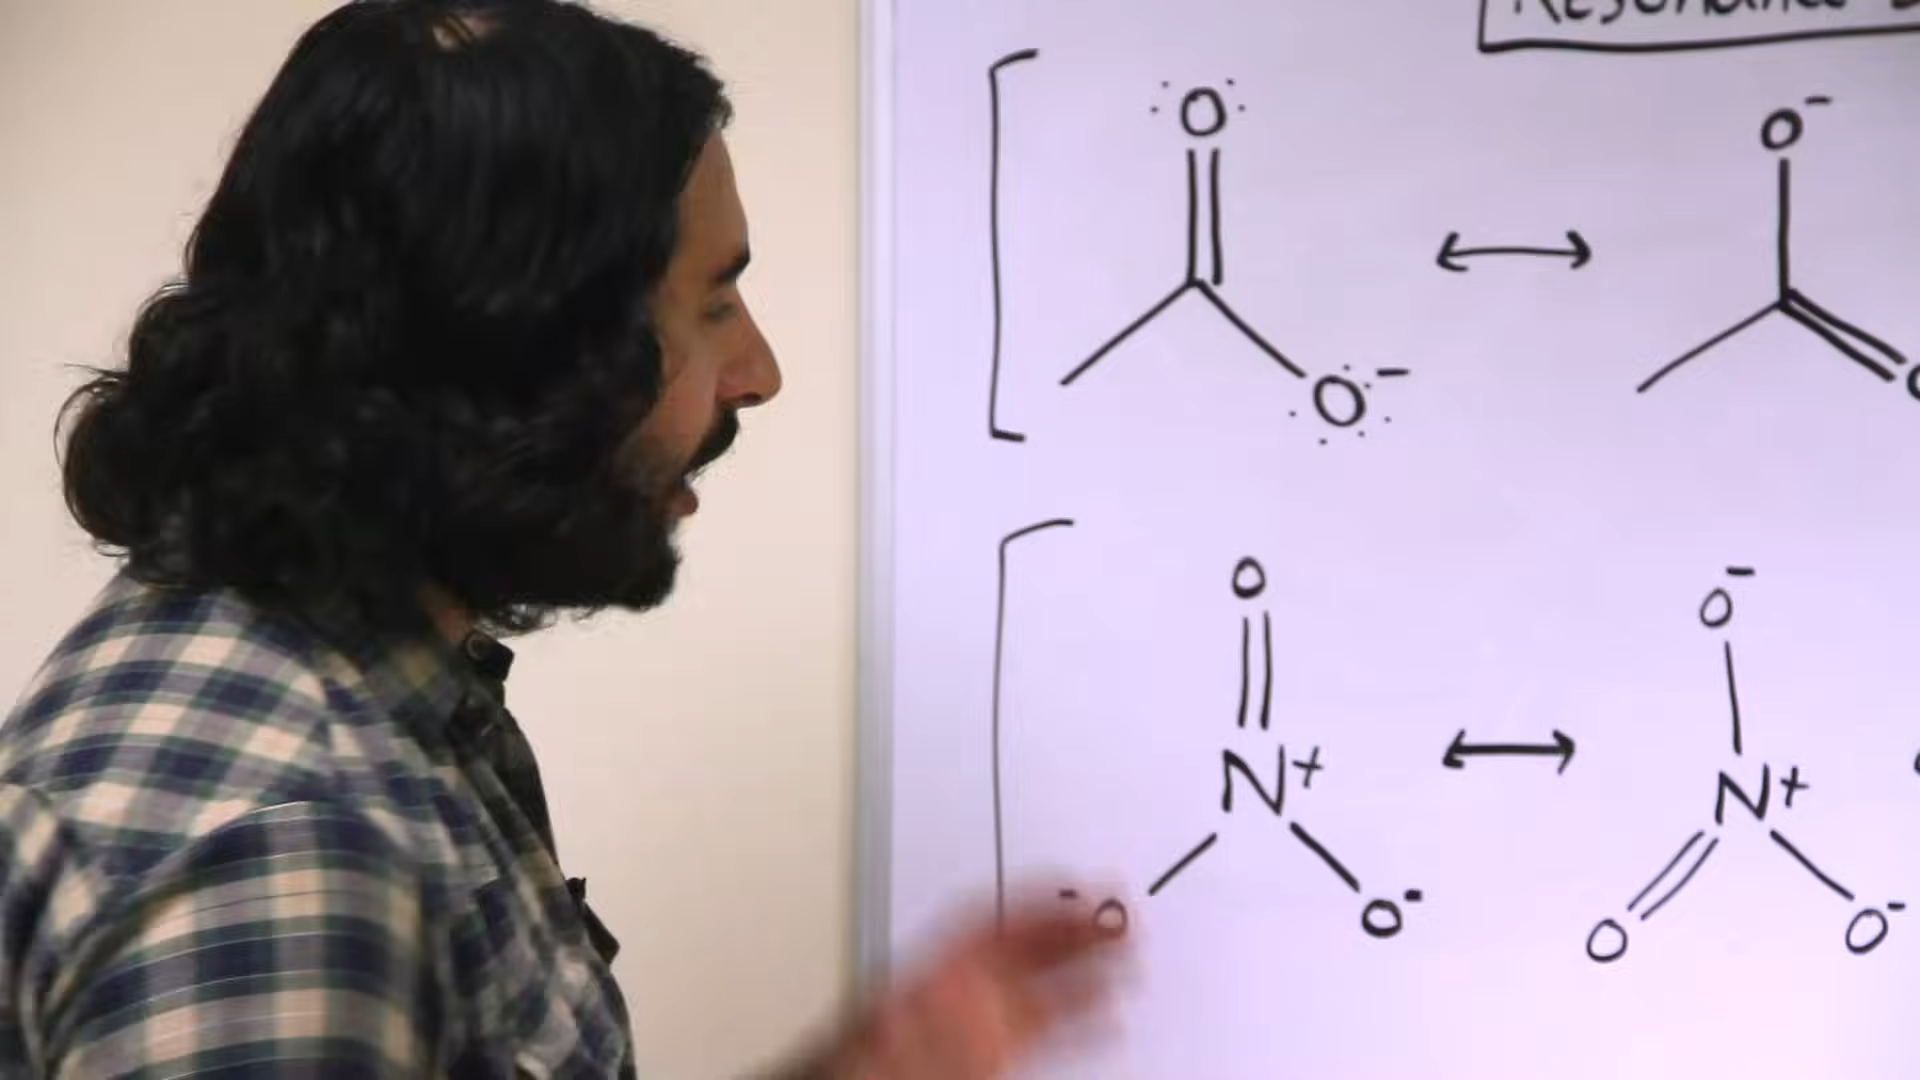 Resonance
O O⁻
O⁻
O O⁻
N⁺ N⁺
⁻O O⁻ O O⁻